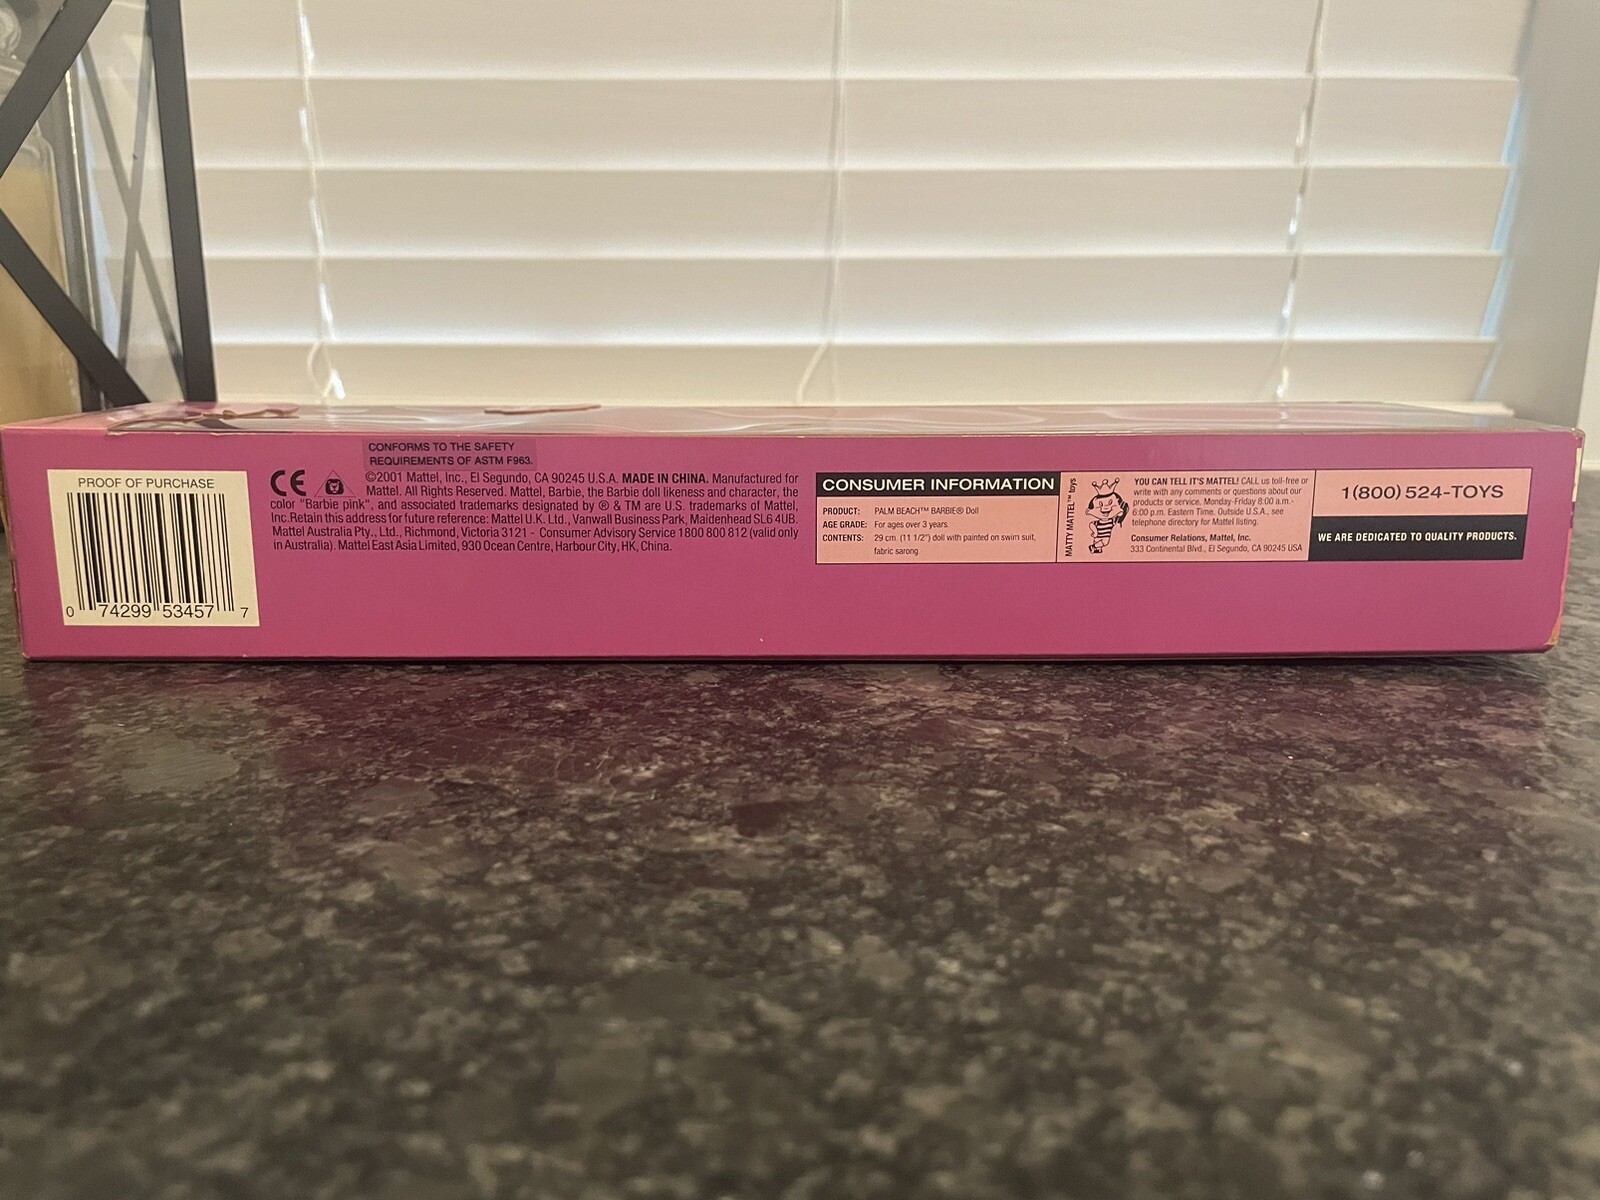 CONFORMS TO THE SAFETY
REQUIREMENTS OF ASTM F963.
PROOF OF PURCHASE
0 74299 53457 7
CE
©2001 Mattel, Inc., El Segundo, CA 90245 U.S.A. MADE IN CHINA. Manufactured for
Mattel. All Rights Reserved. Mattel, Barbie, the Barbie doll likeness and character, the
color "Barbie pink", and associated trademarks designated by ® & TM are U.S. trademarks of Mattel,
Inc.Retain this address for future reference: Mattel U.K. Ltd., Vanwall Business Park, Maidenhead SL6 4UB.
Mattel Australia Pty., Ltd., Richmond, Victoria 3121 - Consumer Advisory Service 1800 800 812 (valid only
in Australia). Mattel East Asia Limited, 930 Ocean Centre, Harbour City, HK, China.
CONSUMER INFORMATION
PRODUCT: PALM BEACH™ BARBIE® Doll
AGE GRADE: For ages over 3 years.
CONTENTS: 29 cm. (11 1/2") doll with painted on swim suit,
fabric sarong.
MATTY MATTEL™ toys
YOU CAN TELL IT'S MATTEL! CALL us toll-free or
write with any comments or questions about our
products or service. Monday-Friday 8:00 a.m.-
6:00 p.m. Eastern Time. Outside U.S.A., see
telephone directory for Mattel listing.
Consumer Relations, Mattel, Inc.
333 Continental Blvd., El Segundo, CA 90245 USA
1(800) 524-TOYS
WE ARE DEDICATED TO QUALITY PRODUCTS.